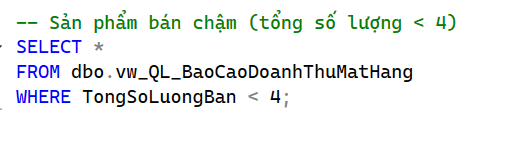 -- Sản phẩm bán chậm (tổng số lượng < 4)
SELECT *
FROM dbo.vw_QL_BaoCaoDoanhThuMatHang
WHERE TongSoLuongBan < 4;